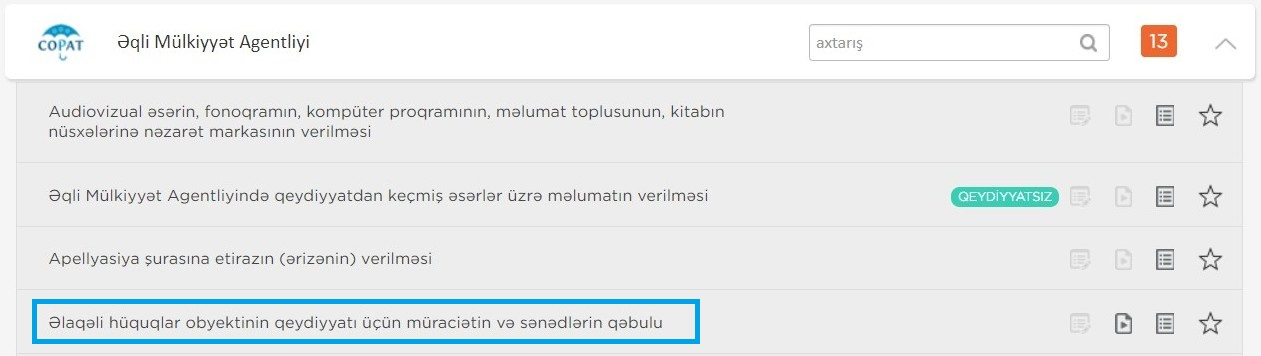 COPAT
Əqli Mülkiyyət Agentliyi
axtarış
13
Audiovizual əsərin, fonoqramın, kompüter proqramının, məlumat toplusunun, kitabın
nüsxələrinə nəzarət markasının verilməsi
Əqli Mülkiyyət Agentliyində qeydiyyatdan keçmiş əsərlər üzrə məlumatın verilməsi
QEYDİYYATSIZ
Apellyasiya şurasına etirazın (ərizənin) verilməsi
Əlaqəli hüquqlar obyektinin qeydiyyatı üçün müraciətin və sənədlərin qəbulu